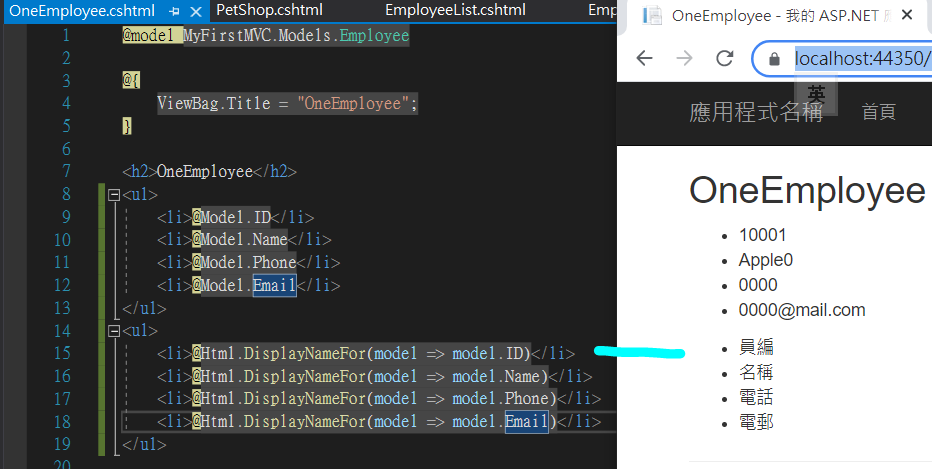 OneEmployee.cshtml PetShop.cshtml EmployeeList.cshtml Emp
1 @model MyFirstMVC.Models.Employee
2
3 @{
4 ViewBag.Title = "OneEmployee";
5 }
6
7 <h2>OneEmployee</h2>
8 <ul>
9 <li>@Model.ID</li>
10 <li>@Model.Name</li>
11 <li>@Model.Phone</li>
12 <li>@Model.Email</li>
13 </ul>
14 <ul>
15 <li>@Html.DisplayNameFor(model => model.ID)</li>
16 <li>@Html.DisplayNameFor(model => model.Name)</li>
17 <li>@Html.DisplayNameFor(model => model.Phone)</li>
18 <li>@Html.DisplayNameFor(model => model.Email)</li>
19 </ul>
20
OneEmployee - 我的 ASP.NET
localhost:44350/
英
應用程式名稱 首頁
OneEmployee
10001
Apple0
0000
0000@mail.com
員編
名稱
電話
電郵